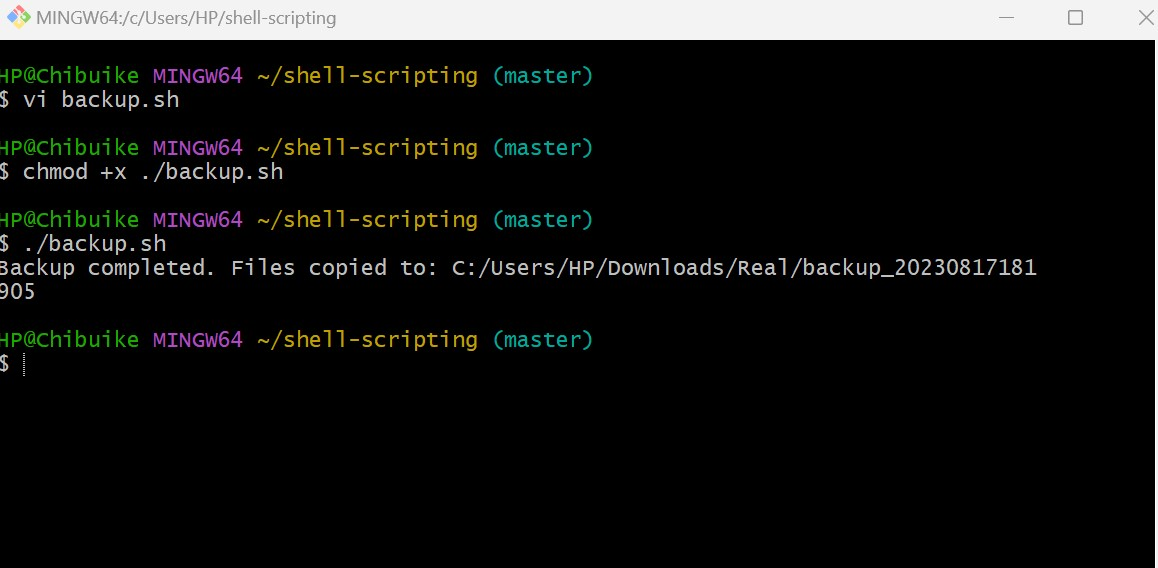 MINGW64:/c/Users/HP/shell-scripting
HP@Chibuike MINGW64 ~/shell-scripting (master)
$ vi backup.sh
HP@Chibuike MINGW64 ~/shell-scripting (master)
$ chmod +x ./backup.sh
HP@Chibuike MINGW64 ~/shell-scripting (master)
$ ./backup.sh
Backup completed. Files copied to: C:/Users/HP/Downloads/Real/backup_20230817181
905
HP@Chibuike MINGW64 ~/shell-scripting (master)
$